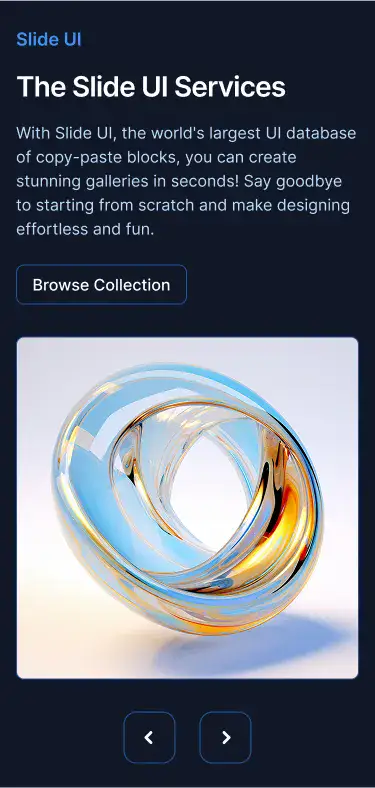 Slide UI
The Slide UI Services
With Slide UI, the world's largest UI database
of copy-paste blocks, you can create
stunning galleries in seconds! Say goodbye
to starting from scratch and make designing
effortless and fun.
Browse Collection